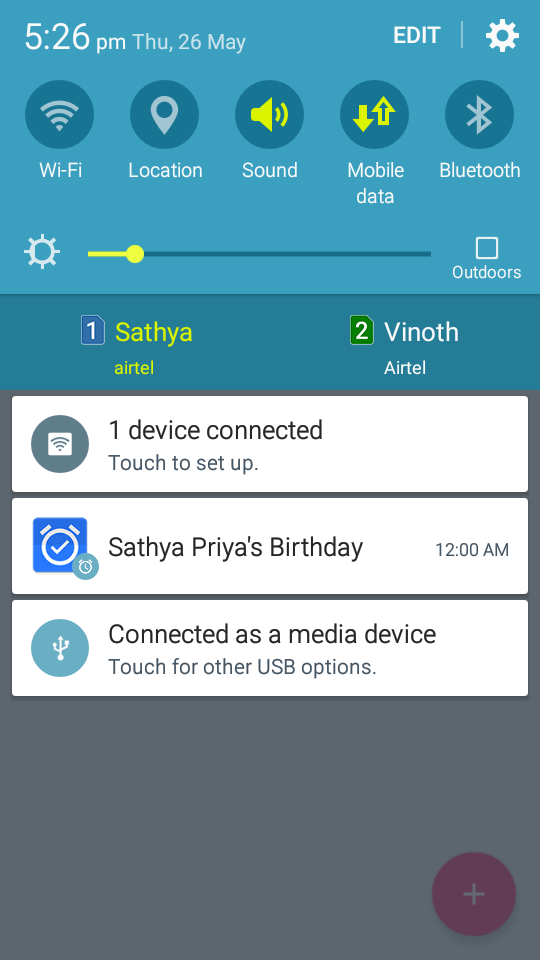 5:26 pm Thu, 26 May EDIT
Wi-Fi Location Sound Mobile data Bluetooth
Outdoors
1 Sathya 2 Vinoth
airtel Airtel
1 device connected
Touch to set up.
Sathya Priya's Birthday 12:00 AM
Connected as a media device
Touch for other USB options.